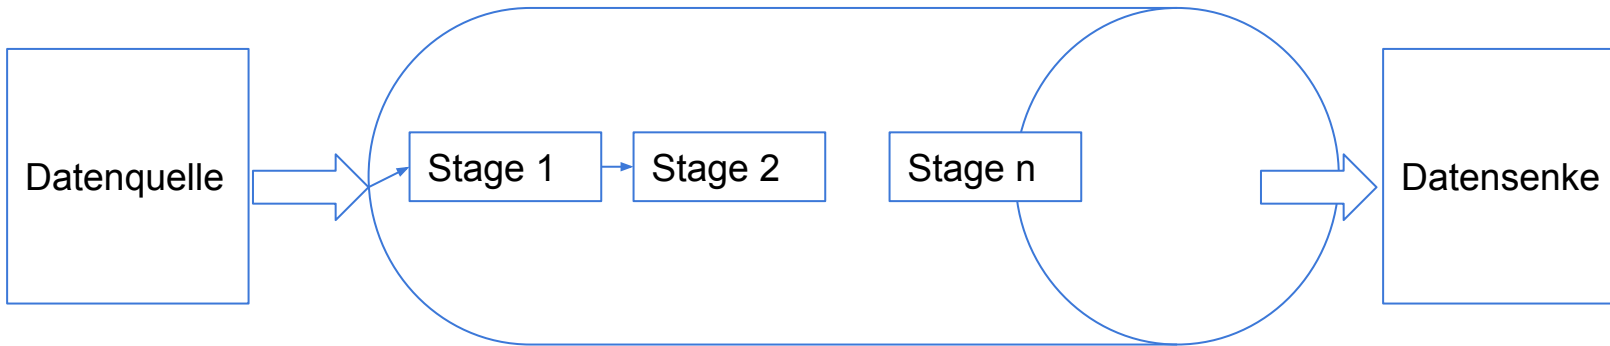 Datenquelle
Stage 1
Stage 2
Stage n
Datensenke